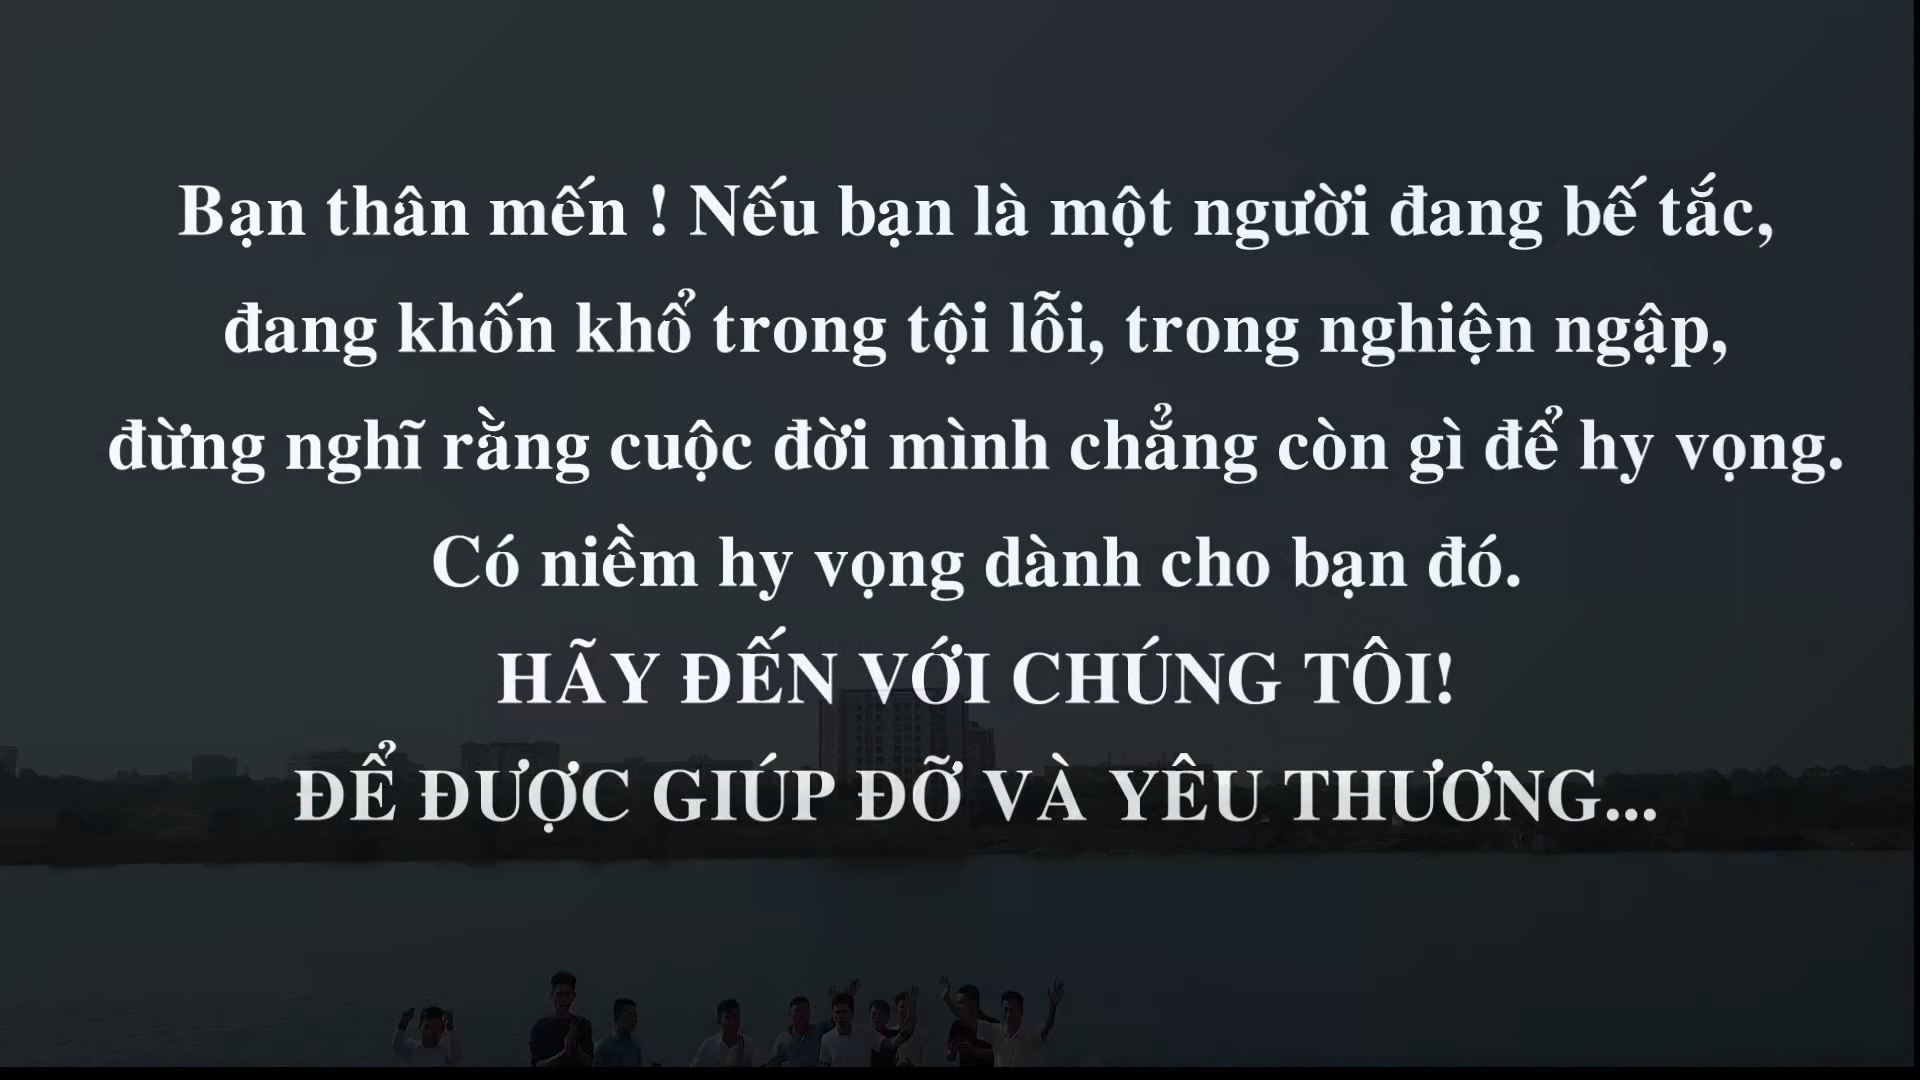 Bạn thân mến ! Nếu bạn là một người đang bế tắc,
đang khốn khổ trong tội lỗi, trong nghiện ngập,
đừng nghĩ rằng cuộc đời mình chẳng còn gì để hy vọng.
Có niềm hy vọng dành cho bạn đó.
HÃY ĐẾN VỚI CHÚNG TÔI!
ĐỂ ĐƯỢC GIÚP ĐỠ VÀ YÊU THƯƠNG...